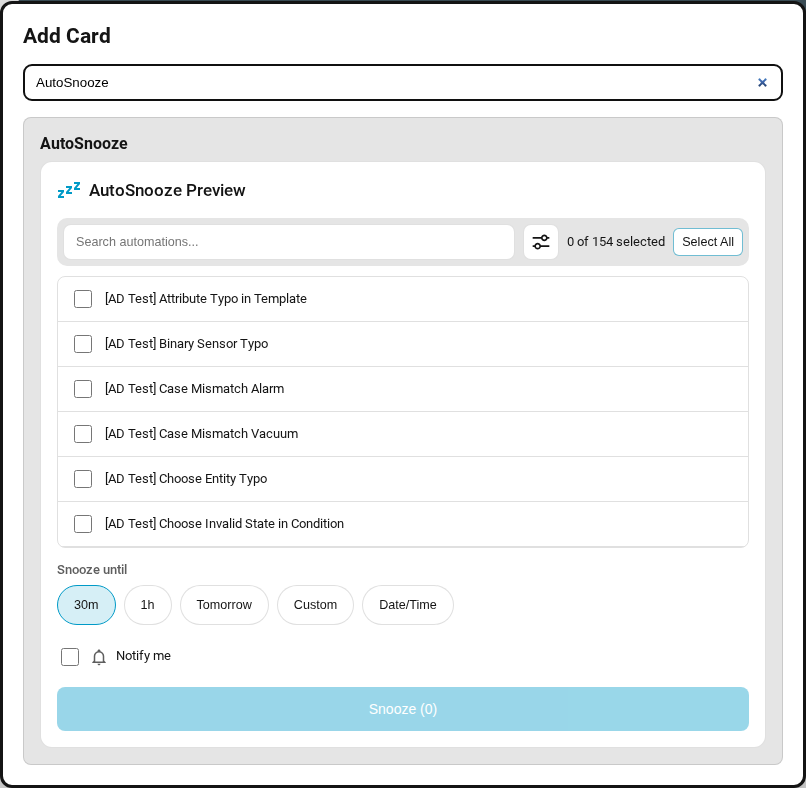 Add Card
AutoSnooze
AutoSnooze
zzz AutoSnooze Preview
Search automations...
0 of 154 selected
Select All
[AD Test] Attribute Typo in Template
[AD Test] Binary Sensor Typo
[AD Test] Case Mismatch Alarm
[AD Test] Case Mismatch Vacuum
[AD Test] Choose Entity Typo
[AD Test] Choose Invalid State in Condition
Snooze until
30m
1h
Tomorrow
Custom
Date/Time
Notify me
Snooze (0)